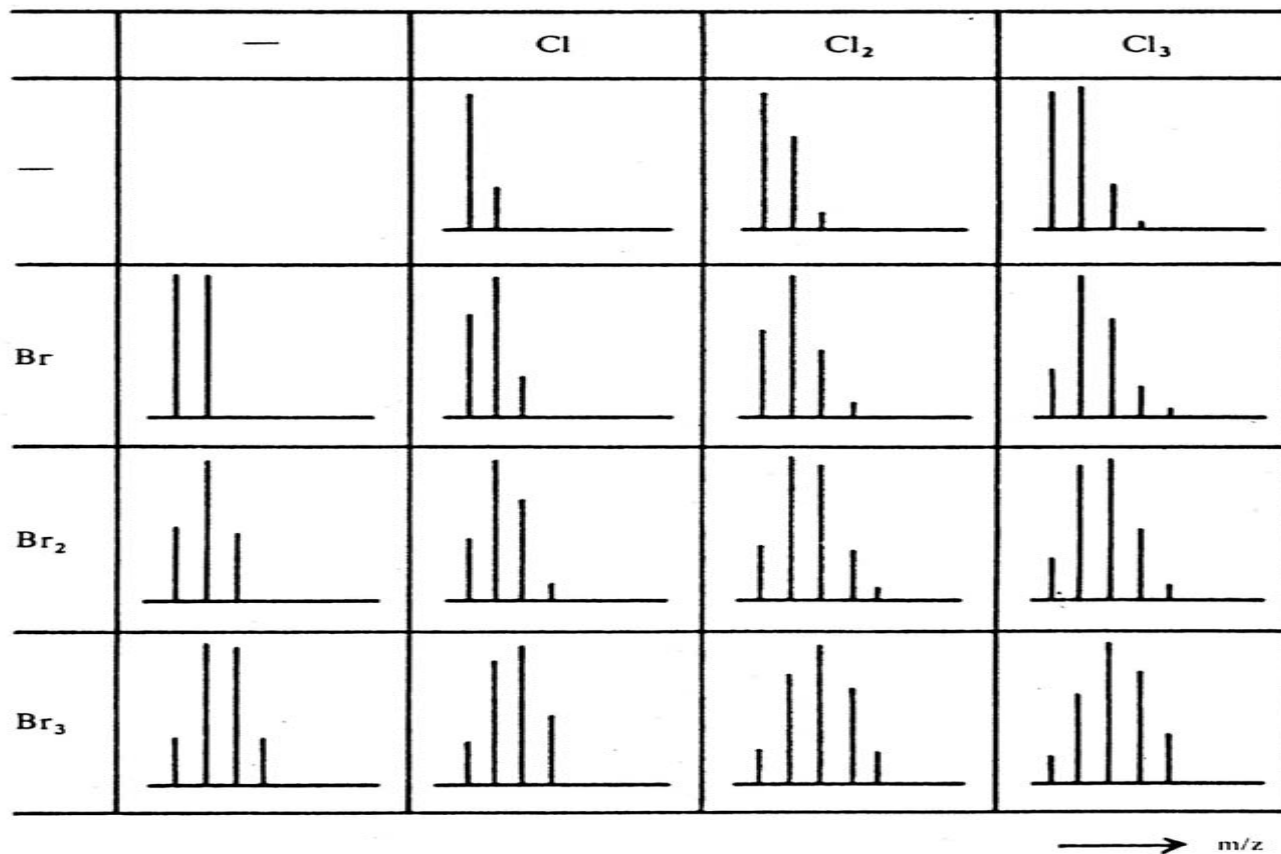 — Cl Cl₂ Cl₃
—
Br
Br₂
Br₃
m/z